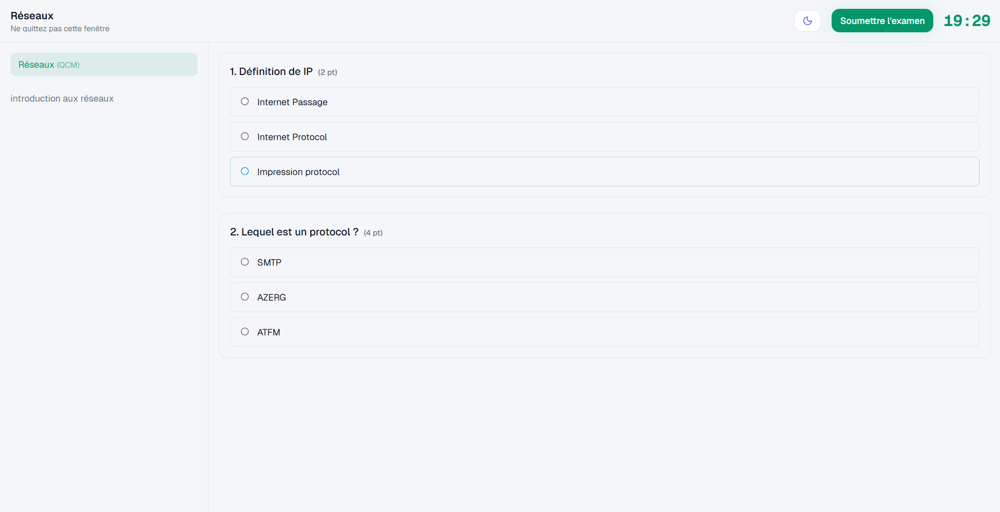 Réseaux
Ne quittez pas cette fenêtre
Soumettre l'examen
19:29
Réseaux (QCM)
introduction aux réseaux
1. Définition de IP (2 pt)
Internet Passage
Internet Protocol
Impression protocol
2. Lequel est un protocol ? (4 pt)
SMTP
AZERG
ATFM